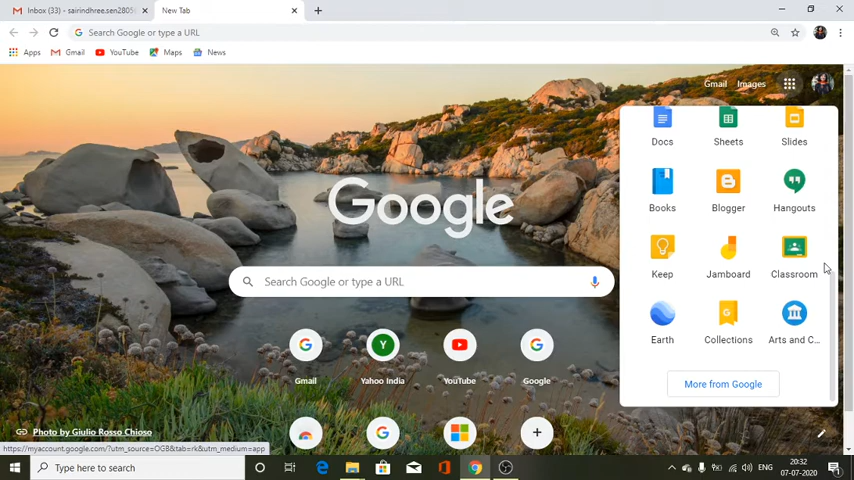 Inbox (33) - sairindhree.sen2805
New Tab
Search Google or type a URL
Apps
Gmail
YouTube
Maps
News
Gmail
Images
Docs
Sheets
Slides
Books
Blogger
Hangouts
Keep
Jamboard
Classroom
Earth
Collections
Arts and C...
More from Google
Google
Search Google or type a URL
Y
Gmail
Yahoo India
YouTube
Google
Photo by Giulio Rosso Chioso
https://myaccount.google.com/?utm_source=OGB&tab=rk&utm_medium=app
Type here to search
ENG
20:32
07-07-2020